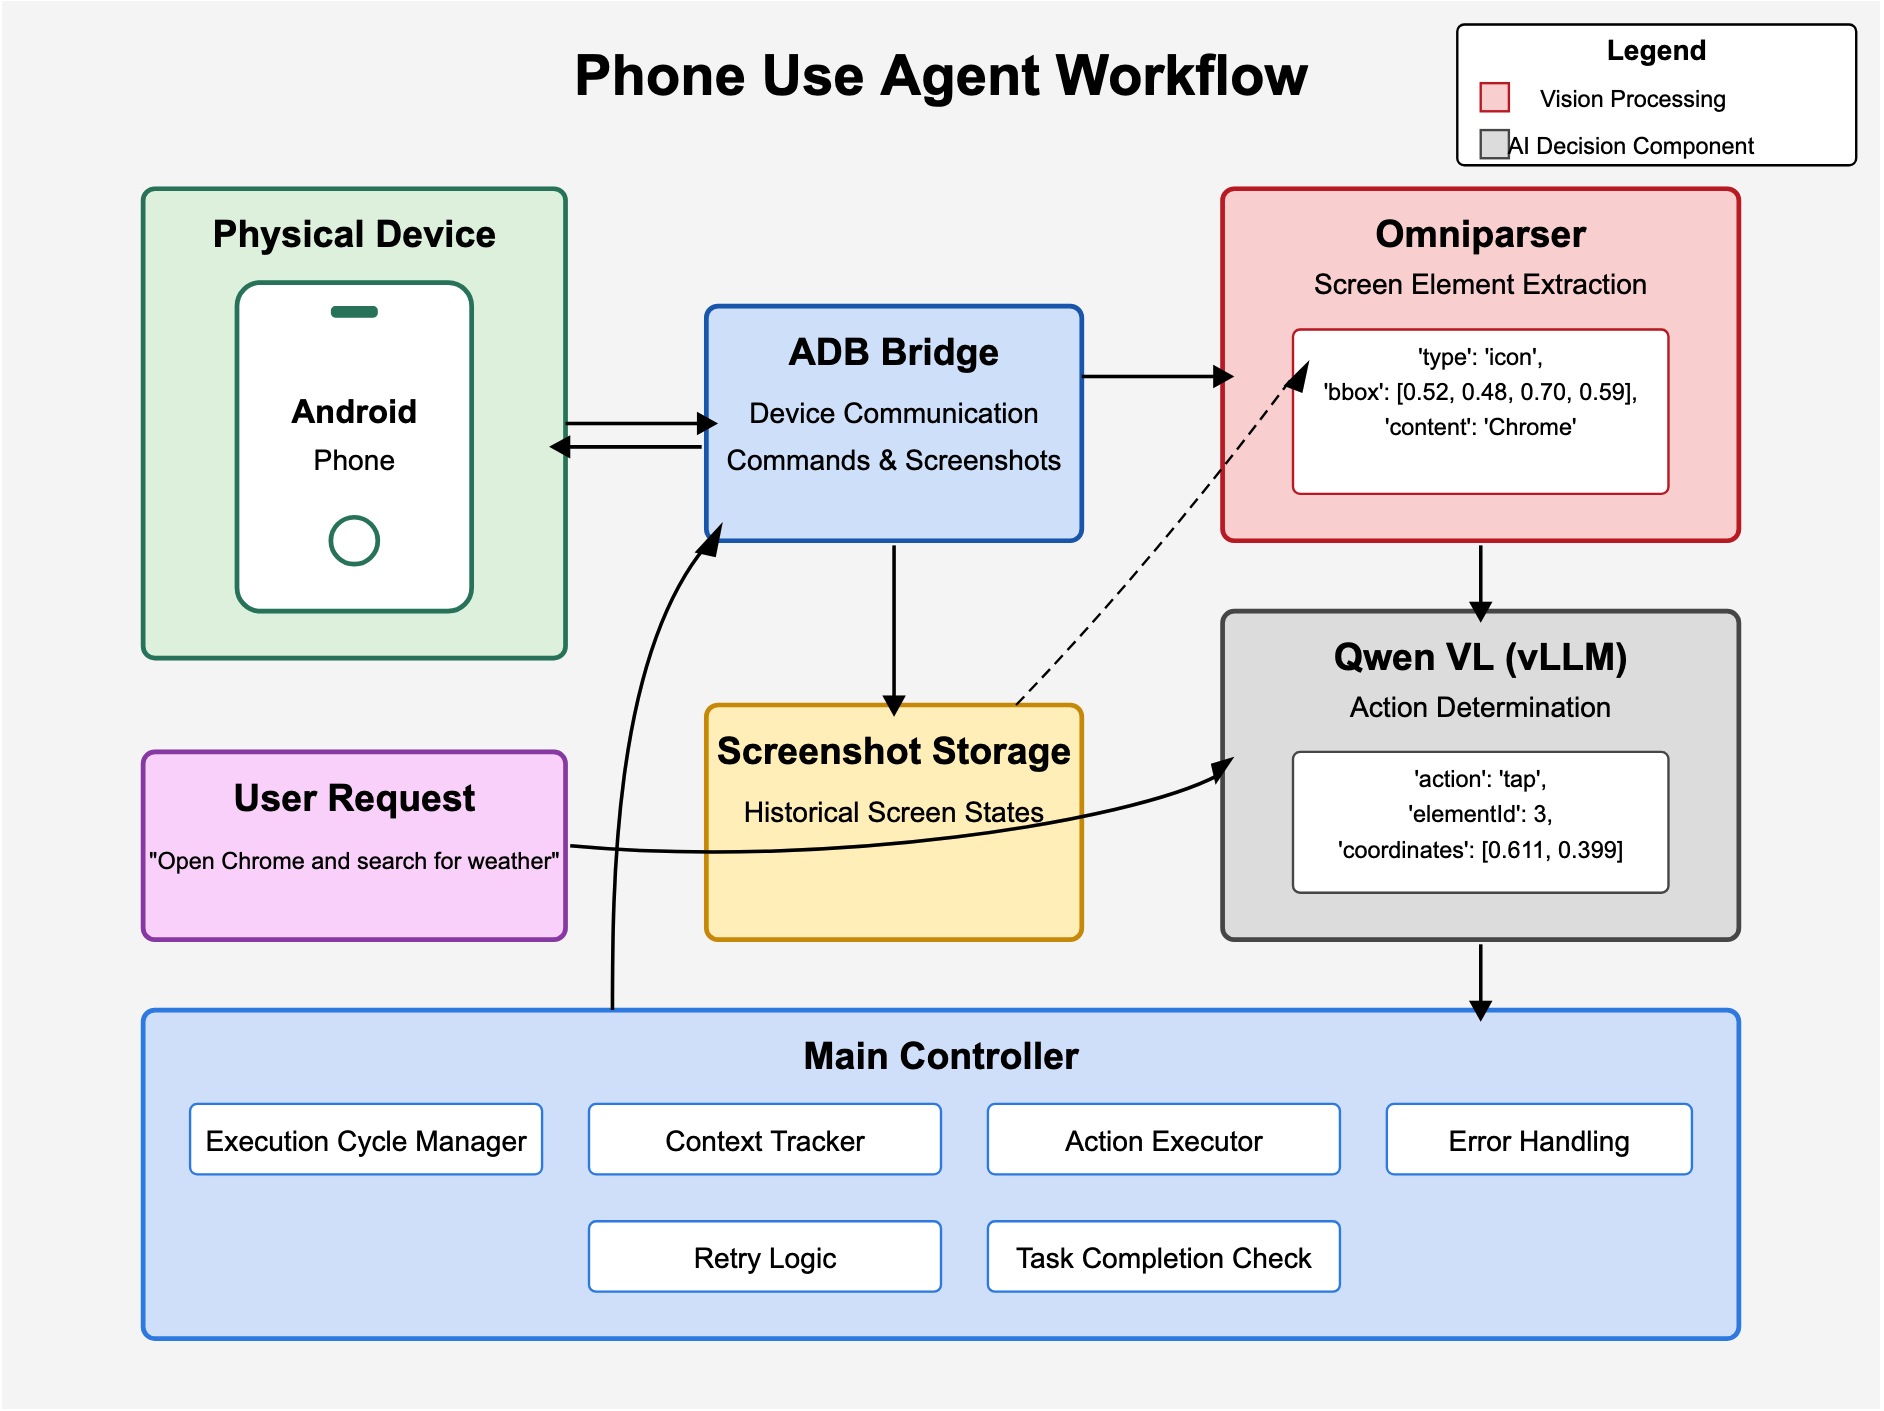 Phone Use Agent Workflow
Legend
Vision Processing
AI Decision Component
Physical Device
Android
Phone
ADB Bridge
Device Communication
Commands & Screenshots
Omniparser
Screen Element Extraction
'type': 'icon',
'bbox': [0.52, 0.48, 0.70, 0.59],
'content': 'Chrome'
User Request
"Open Chrome and search for weather"
Screenshot Storage
Historical Screen States
Qwen VL (vLLM)
Action Determination
'action': 'tap',
'elementId': 3,
'coordinates': [0.611, 0.399]
Main Controller
Execution Cycle Manager
Context Tracker
Action Executor
Error Handling
Retry Logic
Task Completion Check